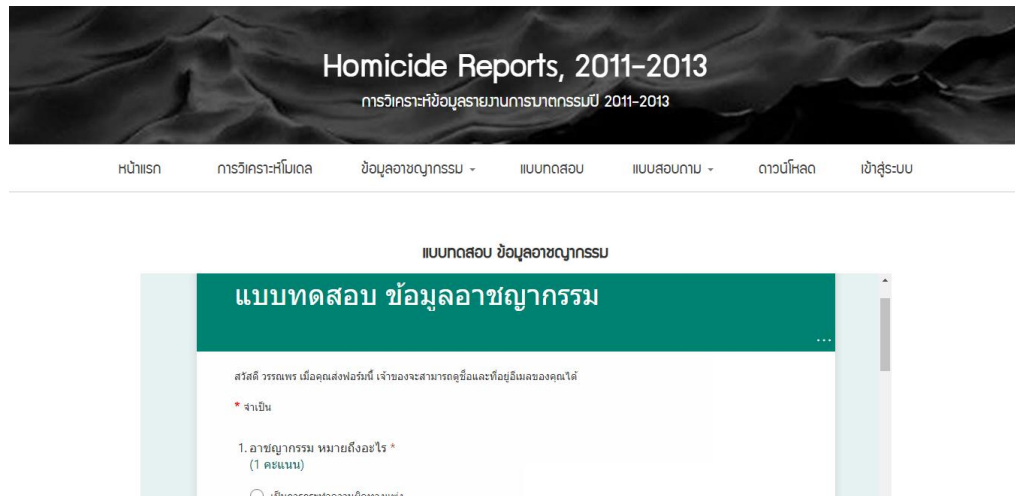 Homicide Reports, 2011-2013
การวิเคราะห์ข้อมูลรายงานการฆาตกรรมปี 2011-2013
หน้าแรก การวิเคราะห์โมเดล ข้อมูลอาชญากรรม แบบทดสอบ แบบสอบถาม ดาวน์โหลด เข้าสู่ระบบ
แบบทดสอบ ข้อมูลอาชญากรรม
แบบทดสอบ ข้อมูลอาชญากรรม
...
สวัสดี วรรณพร เมื่อคุณส่งฟอร์มนี้ เจ้าของจะสามารถดูชื่อและที่อยู่อีเมลของคุณได้
* จำเป็น
1. อาชญากรรม หมายถึงอะไร *
(1 คะแนน)